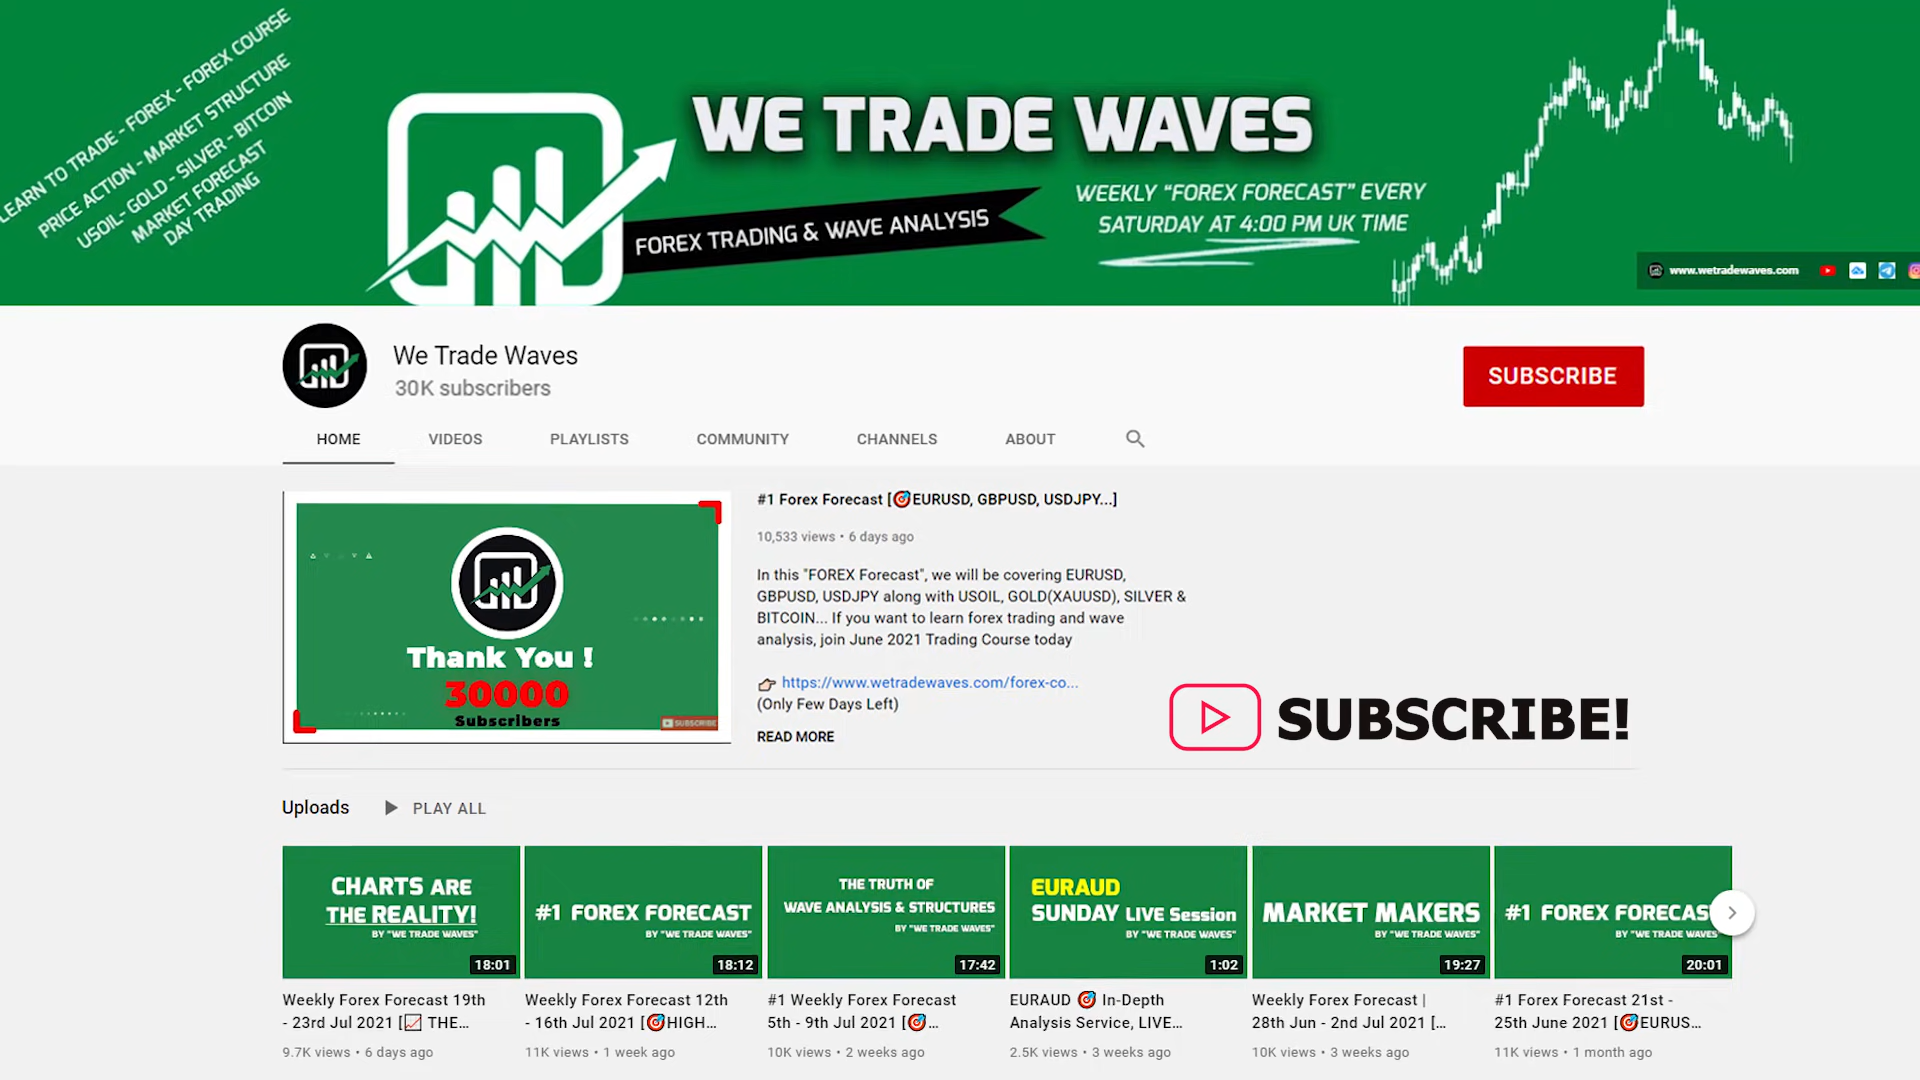 LEARN TO TRADE - FOREX - FOREX COURSE
PRICE ACTION - MARKET STRUCTURE
USOIL - GOLD - SILVER - BITCOIN
MARKET FORECAST
DAY TRADING
WE TRADE WAVES
FOREX TRADING & WAVE ANALYSIS
WEEKLY “FOREX FORECAST” EVERY
SATURDAY AT 4:00 PM UK TIME
www.wetradewaves.com
We Trade Waves
30K subscribers
SUBSCRIBE
HOME VIDEOS PLAYLISTS COMMUNITY CHANNELS ABOUT
Thank You !
30000
Subscribers
SUBSCRIBE
#1 Forex Forecast [🎯EURUSD, GBPUSD, USDJPY...]
10,533 views • 6 days ago
In this "FOREX Forecast", we will be covering EURUSD,
GBPUSD, USDJPY along with USOIL, GOLD(XAUUSD), SILVER &
BITCOIN... If you want to learn forex trading and wave
analysis, join June 2021 Trading Course today
👉 https://www.wetradewaves.com/forex-co...
(Only Few Days Left)
READ MORE
SUBSCRIBE!
Uploads PLAY ALL
CHARTS ARE
THE REALITY!
BY "WE TRADE WAVES"
18:01
Weekly Forex Forecast 19th
- 23rd Jul 2021 [📈 THE...
9.7K views • 6 days ago
#1 FOREX FORECAST
BY "WE TRADE WAVES"
18:12
Weekly Forex Forecast 12th
- 16th Jul 2021 [🎯HIGH...
11K views • 1 week ago
THE TRUTH OF
WAVE ANALYSIS & STRUCTURES
BY "WE TRADE WAVES"
17:42
#1 Weekly Forex Forecast
5th - 9th Jul 2021 [🎯...
10K views • 2 weeks ago
EURAUD
SUNDAY LIVE Session
BY "WE TRADE WAVES"
1:02
EURAUD 🎯 In-Depth
Analysis Service, LIVE...
2.5K views • 3 weeks ago
MARKET MAKERS
BY "WE TRADE WAVES"
19:27
Weekly Forex Forecast |
28th Jun - 2nd Jul 2021 [...
10K views • 3 weeks ago
#1 FOREX FORECAS
BY "WE TRADE WAVES
20:01
#1 Forex Forecast 21st -
25th June 2021 [🎯EURUS...
11K views • 1 month ago